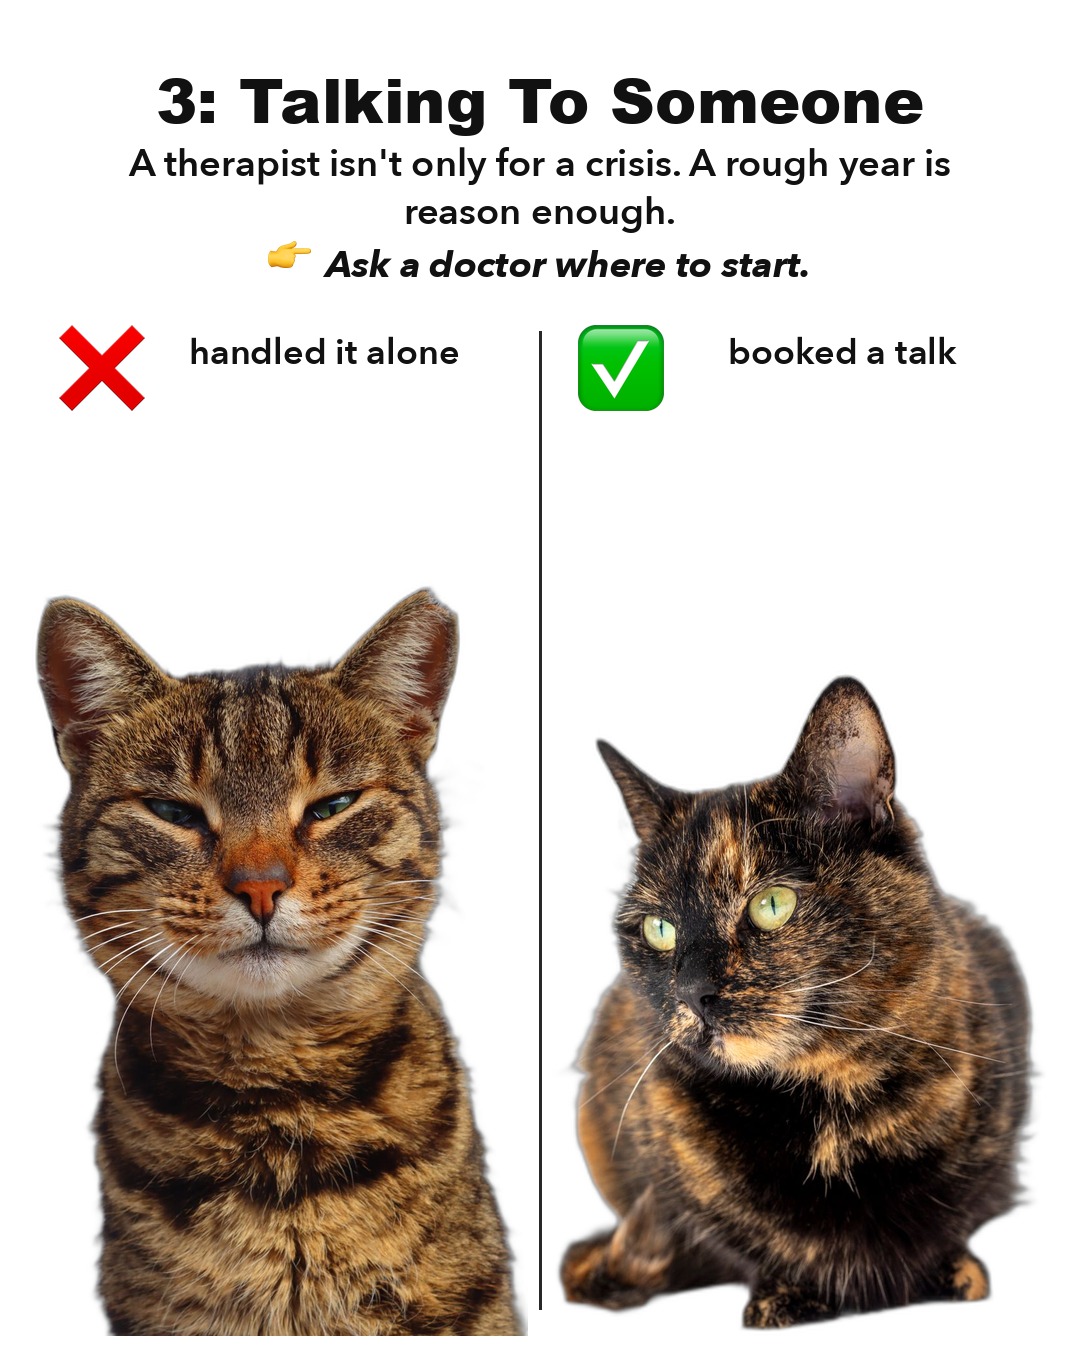 3: Talking To Someone
A therapist isn't only for a crisis. A rough year is
reason enough.
👉 Ask a doctor where to start.
❌ handled it alone
✅ booked a talk